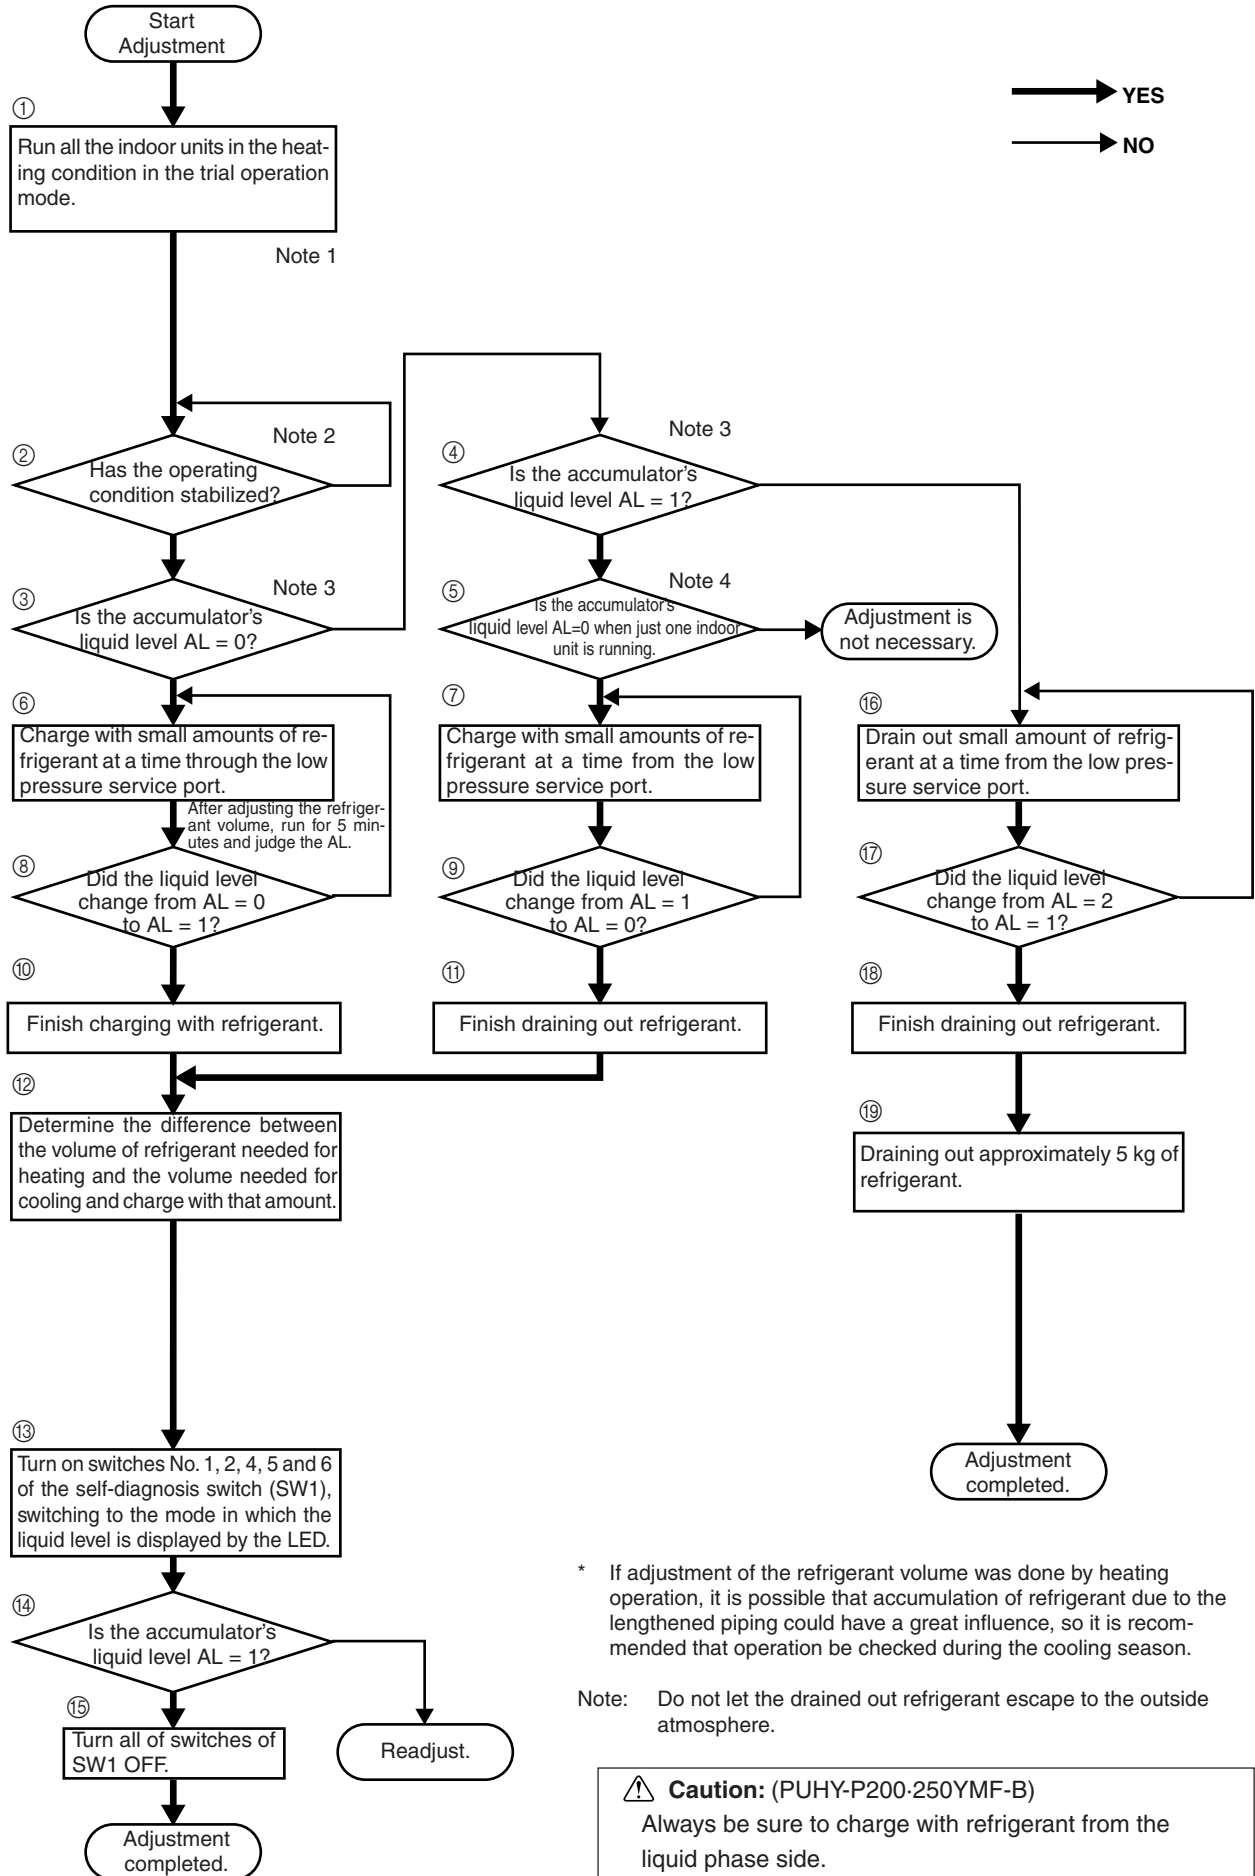 Start
Adjustment
YES
NO
①
Run all the indoor units in the heat-
ing condition in the trial operation
mode.
Note 1
②
Note 2
Has the operating
condition stabilized?
③
Note 3
Is the accumulator's
liquid level AL = 0?
④
Note 3
Is the accumulator's
liquid level AL = 1?
⑤
Note 4
Is the accumulator's
liquid level AL=0 when just one indoor
unit is running.
Adjustment is
not necessary.
⑥
Charge with small amounts of re-
frigerant at a time through the low
pressure service port.
After adjusting the refriger-
ant volume, run for 5 min-
utes and judge the AL.
⑦
Charge with small amounts of re-
frigerant at a time from the low
pressure service port.
⑯
Drain out small amount of refrig-
erant at a time from the low pres-
sure service port.
⑧
Did the liquid level
change from AL = 0
to AL = 1?
⑨
Did the liquid level
change from AL = 1
to AL = 0?
⑰
Did the liquid level
change from AL = 2
to AL = 1?
⑩
Finish charging with refrigerant.
⑪
Finish draining out refrigerant.
⑱
Finish draining out refrigerant.
⑫
Determine the difference between
the volume of refrigerant needed for
heating and the volume needed for
cooling and charge with that amount.
⑲
Draining out approximately 5 kg of
refrigerant.
Adjustment
completed.
⑬
Turn on switches No. 1, 2, 4, 5 and 6
of the self-diagnosis switch (SW1),
switching to the mode in which the
liquid level is displayed by the LED.
⑭
Is the accumulator's
liquid level AL = 1?
⑮
Turn all of switches of
SW1 OFF.
Readjust.
Adjustment
completed.
* If adjustment of the refrigerant volume was done by heating
operation, it is possible that accumulation of refrigerant due to the
lengthened piping could have a great influence, so it is recom-
mended that operation be checked during the cooling season.
Note: Do not let the drained out refrigerant escape to the outside
atmosphere.
⚠ Caution: (PUHY-P200·250YMF-B)
Always be sure to charge with refrigerant from the
liquid phase side.